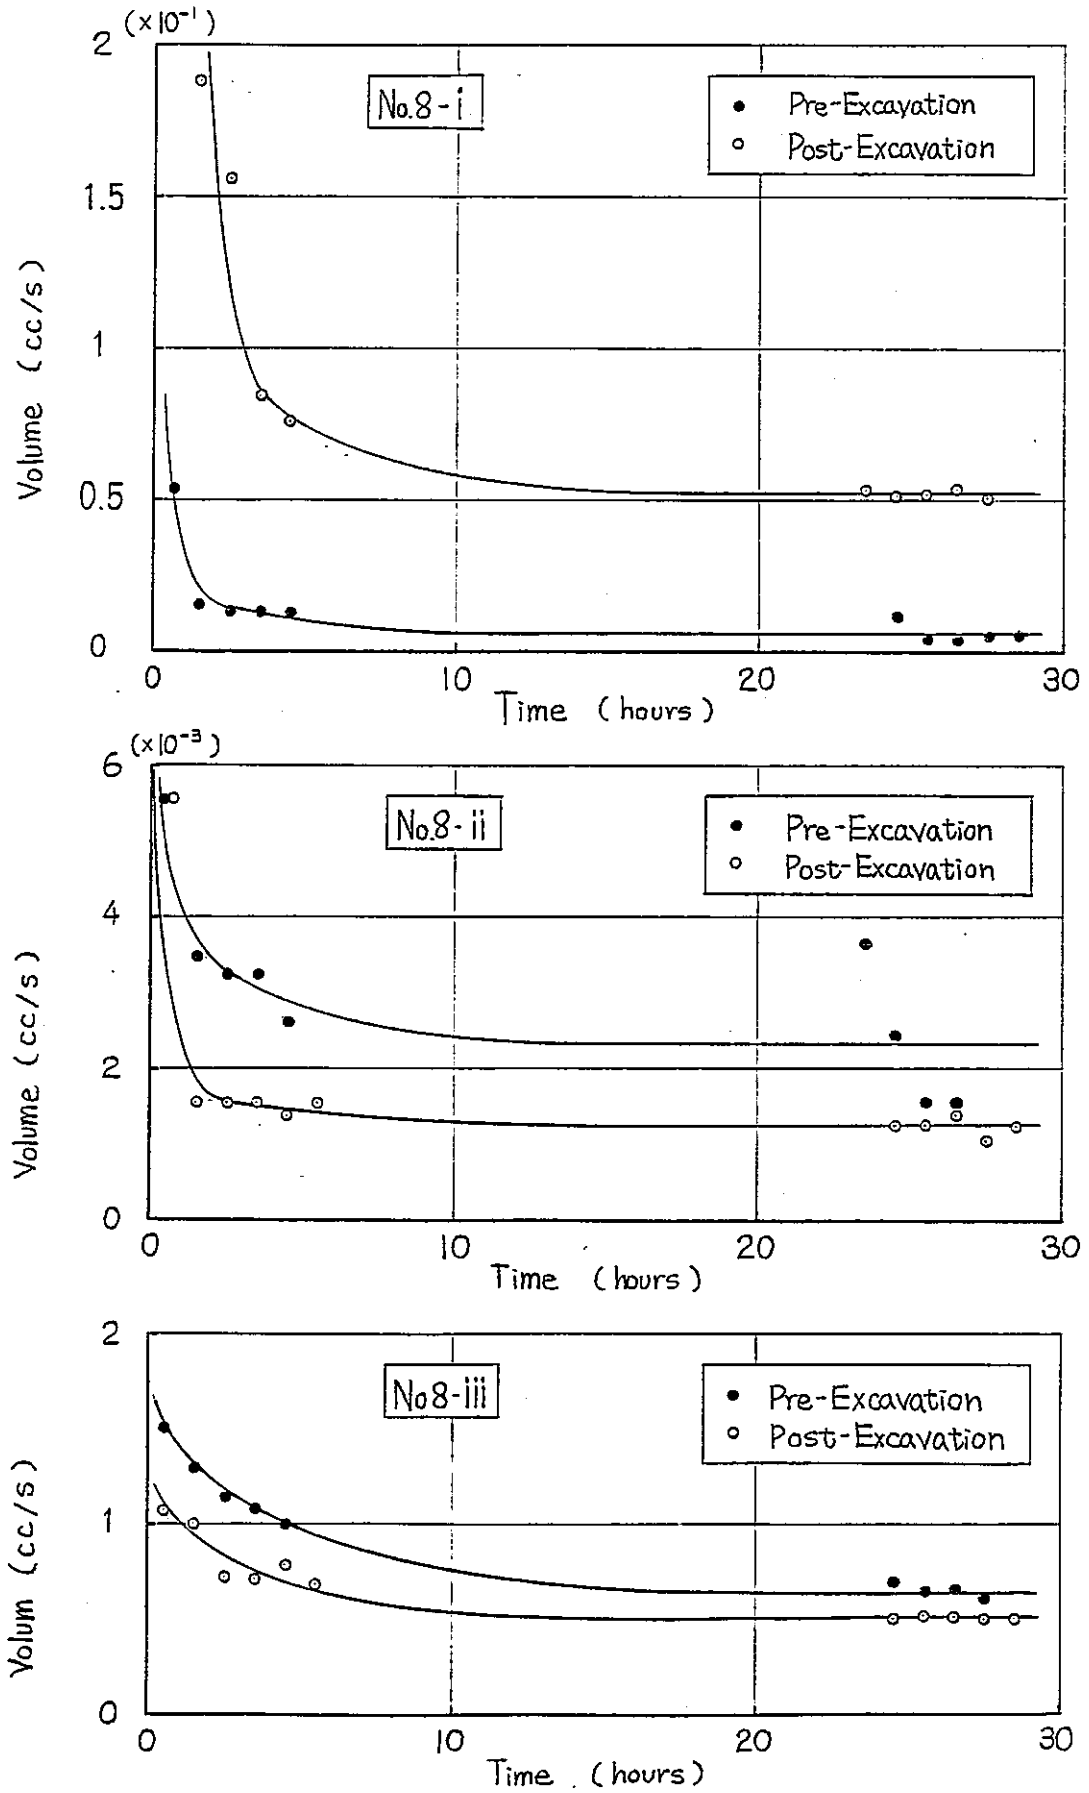 (×10⁻¹)
2
No.8-i
Pre-Excavation
Post-Excavation
1.5
1
0.5
0
Volume (cc/s)
0 10 20 30
Time (hours)
(×10⁻³)
6
No.8-ii
Pre-Excavation
Post-Excavation
4
2
0
Volume (cc/s)
0 10 20 30
Time (hours)
2
No8-iii
Pre-Excavation
Post-Excavation
1
0
Volum (cc/s)
0 10 20 30
Time (hours)